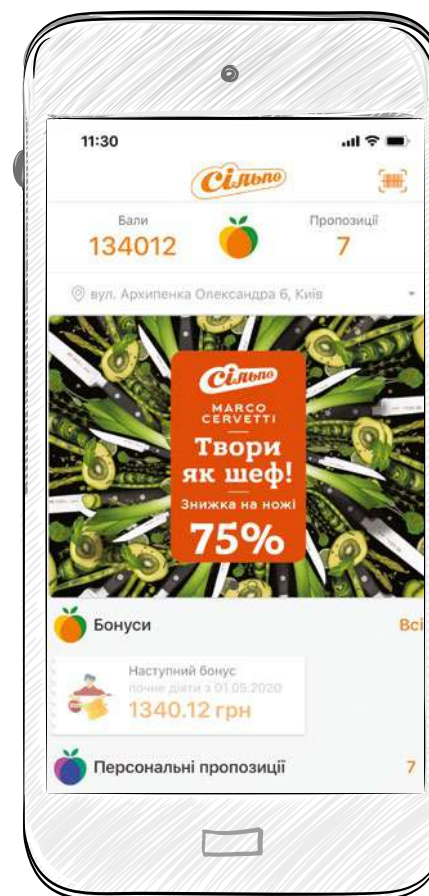 11:30
Сільпо
Бали
Пропозиції
134012
7
вул. Архипенка Олександра 6, Київ
Сільпо
MARCO
CERVETTI
Твори
як шеф!
Знижка на ножі
75%
Бонуси
Всі
Наступний бонус
почне діяти з 01.05.2020
1340.12 грн
Персональні пропозиції
7